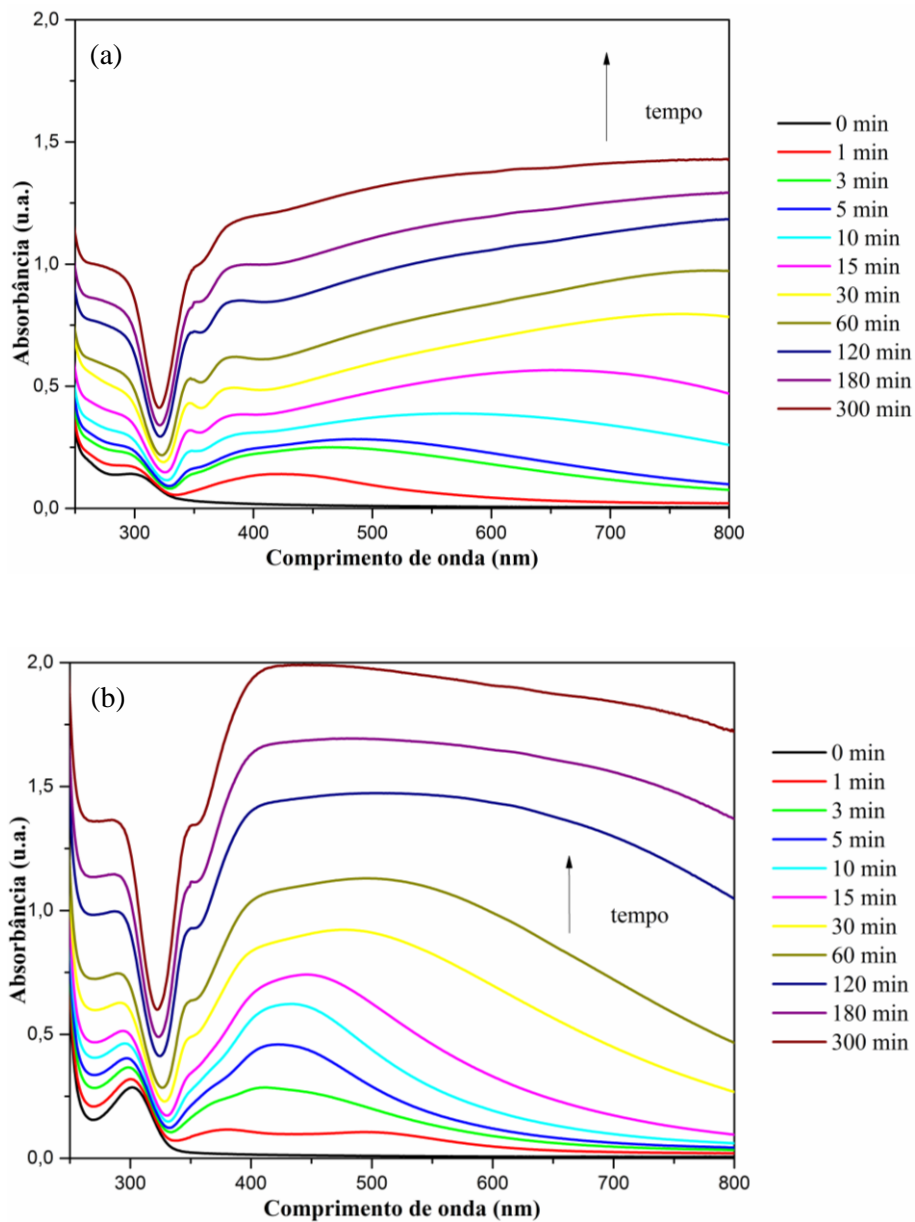 (a)
2,0
1,5
1,0
0,5
0,0
Absorbância (u.a.)
300 400 500 600 700 800
Comprimento de onda (nm)
tempo
0 min
1 min
3 min
5 min
10 min
15 min
30 min
60 min
120 min
180 min
300 min
(b)
2,0
1,5
1,0
0,5
0,0
Absorbância (u.a.)
300 400 500 600 700 800
Comprimento de onda (nm)
tempo
0 min
1 min
3 min
5 min
10 min
15 min
30 min
60 min
120 min
180 min
300 min